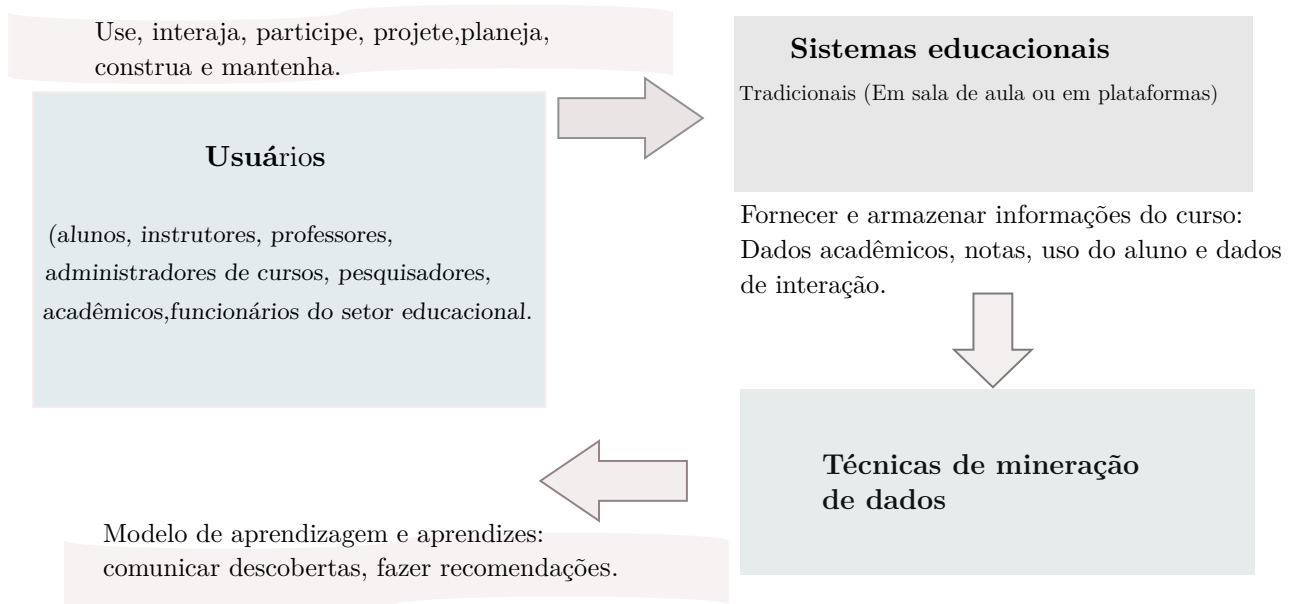 Use, interaja, participe, projete,planeja,
construa e mantenha.
Usuários
(alunos, instrutores, professores,
administradores de cursos, pesquisadores,
acadêmicos,funcionários do setor educacional.
Sistemas educacionais
Tradicionais (Em sala de aula ou em plataformas)
Fornecer e armazenar informações do curso:
Dados acadêmicos, notas, uso do aluno e dados
de interação.
Técnicas de mineração
de dados
Modelo de aprendizagem e aprendizes:
comunicar descobertas, fazer recomendações.